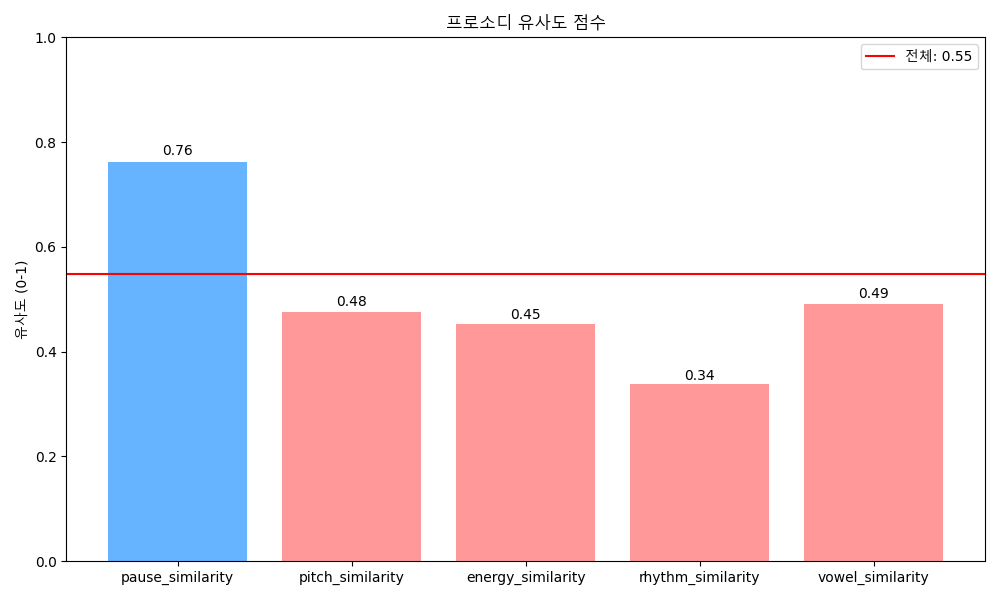 프로소디 유사도 점수
전체: 0.55
유사도 (0-1)
1.0
0.8
0.6
0.4
0.2
0.0
0.76
0.48
0.45
0.34
0.49
pause_similarity
pitch_similarity
energy_similarity
rhythm_similarity
vowel_similarity